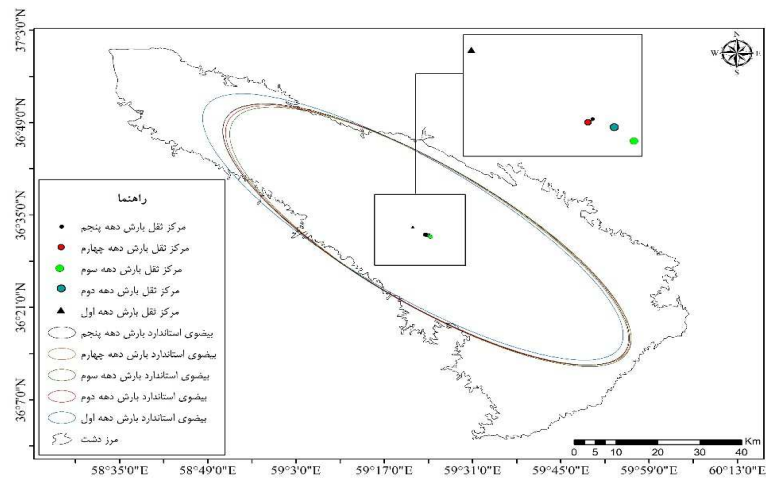 37°3'0"N
36°49'0"N
36°35'0"N
36°21'0"N
36°7'0"N
N
W E
S
راهنما
مرکز ثقل بارش دهه پنجم
مرکز ثقل بارش دهه چهارم
مرکز ثقل بارش دهه سوم
مرکز ثقل بارش دهه دوم
مرکز ثقل بارش دهه اول
بیضوی استاندارد بارش دهه پنجم
بیضوی استاندارد بارش دهه چهارم
بیضوی استاندارد بارش دهه سوم
بیضوی استاندارد بارش دهه دوم
بیضوی استاندارد بارش دهه اول
مرز دشت
Km
0 5 10 20 30 40
58°35'0"E 58°49'0"E 59°3'0"E 59°17'0"E 59°31'0"E 59°45'0"E 59°59'0"E 60°13'0"E